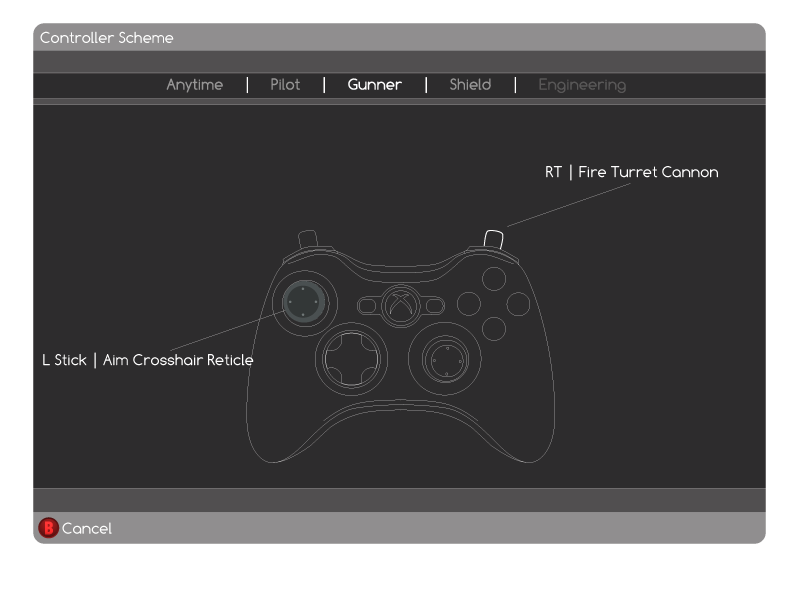 Controller Scheme
Anytime | Pilot | Gunner | Shield | Engineering
RT | Fire Turret Cannon
L Stick | Aim Crosshair Reticle
B Cancel